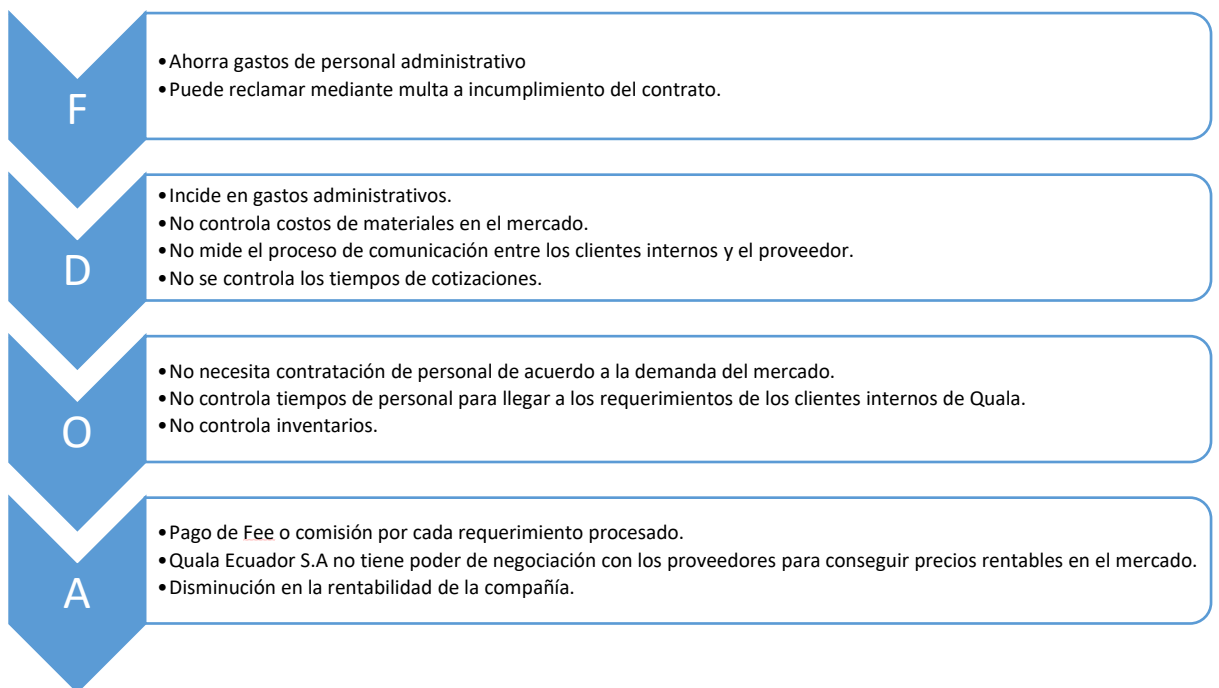 F
•Ahorra gastos de personal administrativo
•Puede reclamar mediante multa a incumplimiento del contrato.
D
•Incide en gastos administrativos.
•No controla costos de materiales en el mercado.
•No mide el proceso de comunicación entre los clientes internos y el proveedor.
•No se controla los tiempos de cotizaciones.
O
•No necesita contratación de personal de acuerdo a la demanda del mercado.
•No controla tiempos de personal para llegar a los requerimientos de los clientes internos de Quala.
•No controla inventarios.
A
•Pago de Fee o comisión por cada requerimiento procesado.
•Quala Ecuador S.A no tiene poder de negociación con los proveedores para conseguir precios rentables en el mercado.
•Disminución en la rentabilidad de la compañía.